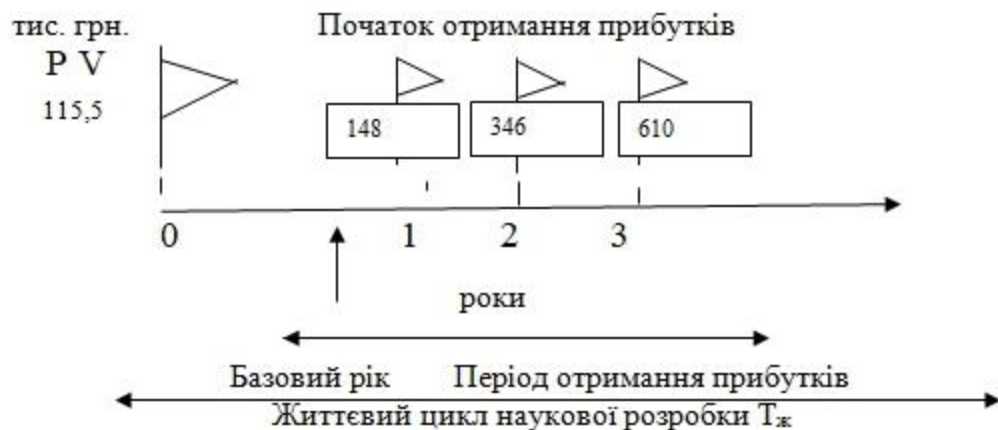 тис. грн. Початок отримання прибутків
P V
115,5
148 346 610
0 1 2 3
роки
Базовий рік Період отримання прибутків
Життєвий цикл наукової розробки Тж